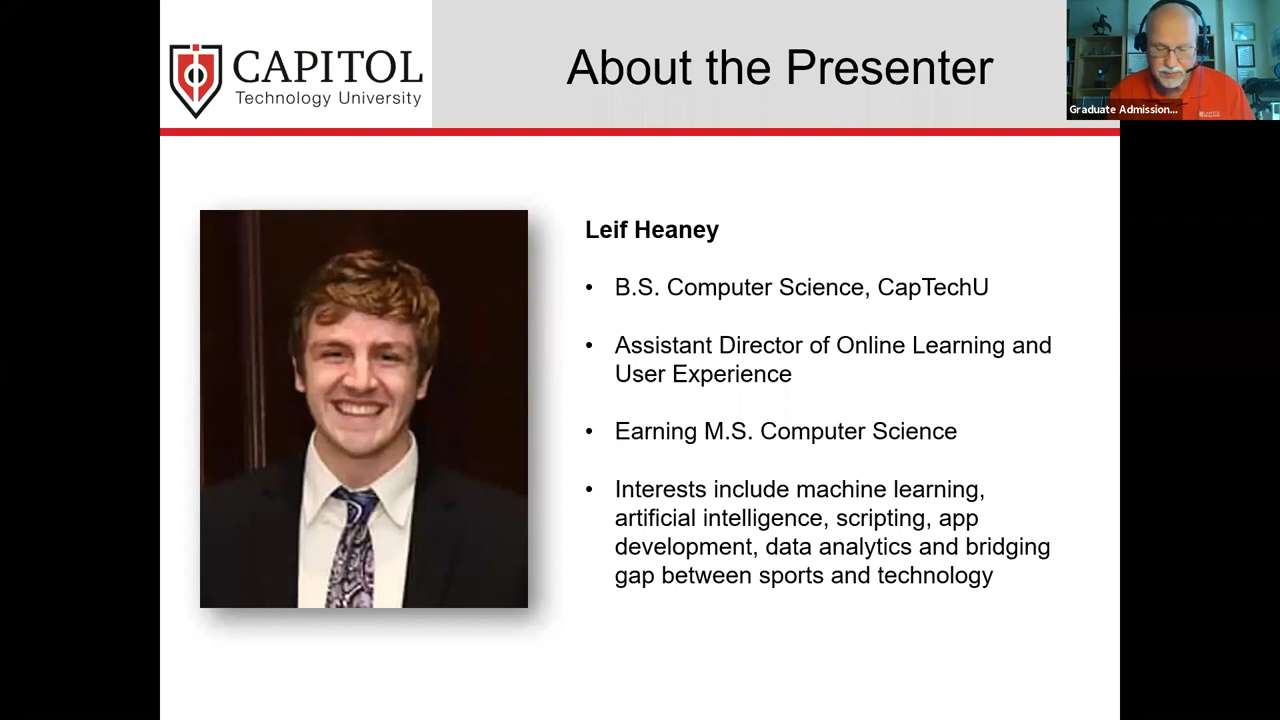 CAPITOL
Technology University
About the Presenter
Graduate Admission...
Leif Heaney
• B.S. Computer Science, CapTechU
• Assistant Director of Online Learning and
User Experience
• Earning M.S. Computer Science
• Interests include machine learning,
artificial intelligence, scripting, app
development, data analytics and bridging
gap between sports and technology